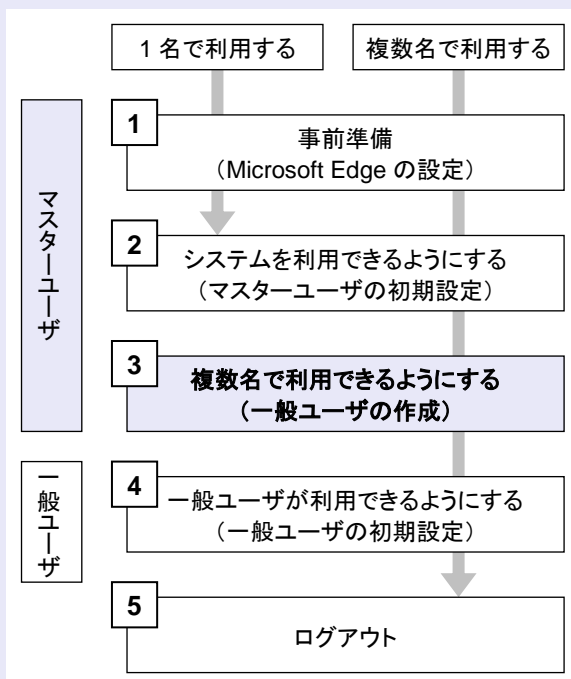 1 名で利用する
複数名で利用する
マスターユーザ
1
事前準備
（Microsoft Edge の設定）
2
システムを利用できるようにする
（マスターユーザの初期設定）
3
複数名で利用できるようにする
（一般ユーザの作成）
一般ユーザ
4
一般ユーザが利用できるようにする
（一般ユーザの初期設定）
5
ログアウト